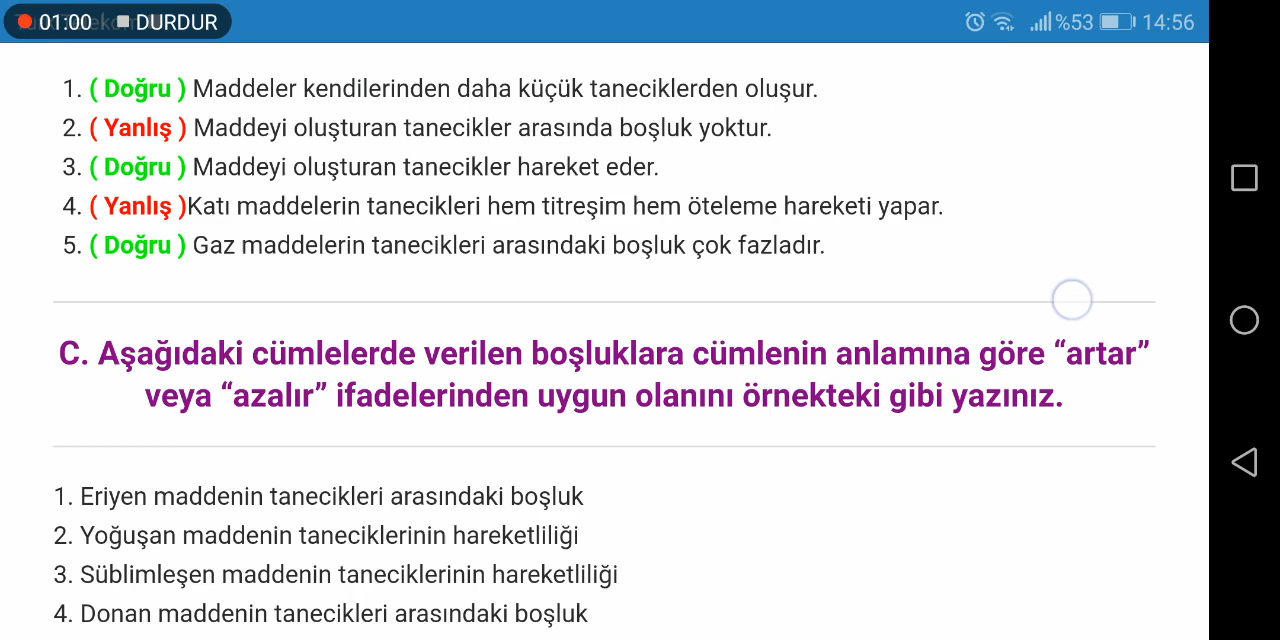 01:00 DURDUR %53 14:56
1. ( Doğru ) Maddeler kendilerinden daha küçük taneciklerden oluşur.
2. ( Yanlış ) Maddeyi oluşturan tanecikler arasında boşluk yoktur.
3. ( Doğru ) Maddeyi oluşturan tanecikler hareket eder.
4. ( Yanlış )Katı maddelerin tanecikleri hem titreşim hem öteleme hareketi yapar.
5. ( Doğru ) Gaz maddelerin tanecikleri arasındaki boşluk çok fazladır.
C. Aşağıdaki cümlelerde verilen boşluklara cümlenin anlamına göre “artar”
veya “azalır” ifadelerinden uygun olanını örnekteki gibi yazınız.
1. Eriyen maddenin tanecikleri arasındaki boşluk
2. Yoğuşan maddenin taneciklerinin hareketliliği
3. Süblimleşen maddenin taneciklerinin hareketliliği
4. Donan maddenin tanecikleri arasındaki boşluk